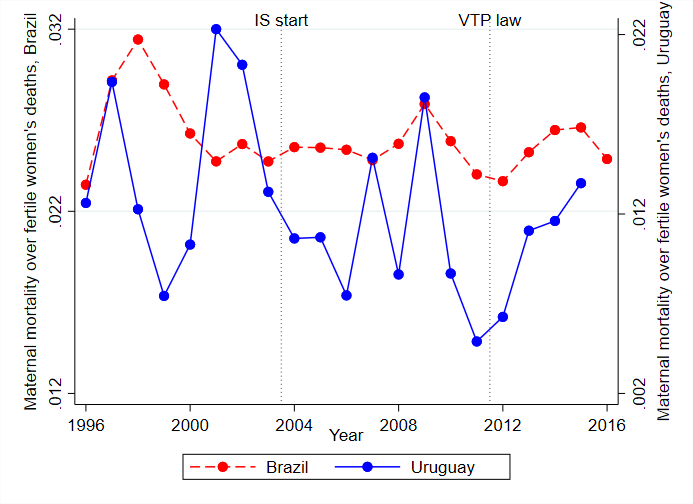 IS start
VTP law
Maternal mortality over fertile women's deaths, Brazil
.032
.022
.012
.022
.012
.002
Maternal mortality over fertile women's deaths, Uruguay
1996
2000
2004
2008
2012
2016
Year
Brazil
Uruguay